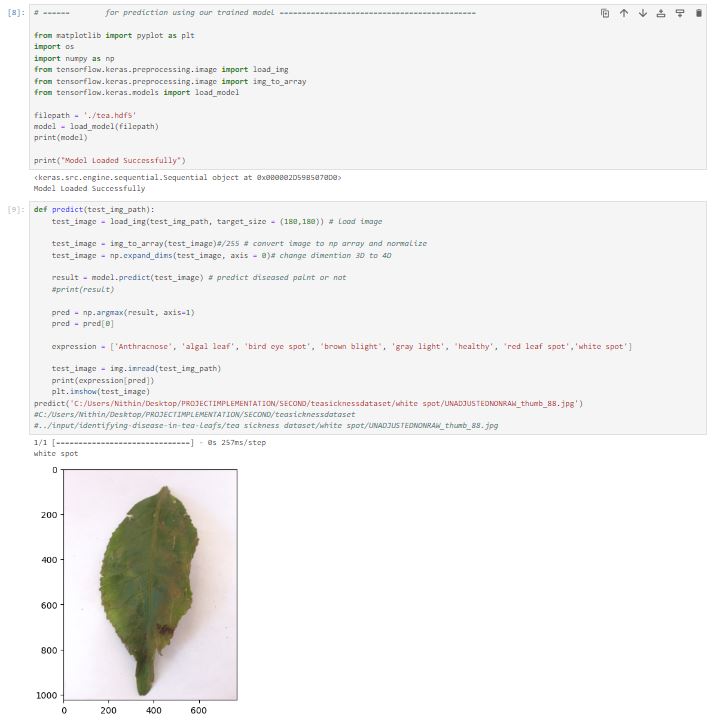 [8]:
# ====== for prediction using our trained model ============================================
from matplotlib import pyplot as plt
import os
import numpy as np
from tensorflow.keras.preprocessing.image import load_img
from tensorflow.keras.preprocessing.image import img_to_array
from tensorflow.keras.models import load_model
filepath = './tea.hdf5'
model = load_model(filepath)
print(model)
print("Model Loaded Successfully")
<keras.src.engine.sequential.Sequential object at 0x000002D59B5070D0>
Model Loaded Successfully
[9]:
def predict(test_img_path):
test_image = load_img(test_img_path, target_size = (180,180)) # load image
test_image = img_to_array(test_image)#/255 # convert image to np array and normalize
test_image = np.expand_dims(test_image, axis = 0)# change dimention 3D to 4D
result = model.predict(test_image) # predict diseased palnt or not
#print(result)
pred = np.argmax(result, axis=1)
pred = pred[0]
expression = ['Anthracnose', 'algal leaf', 'bird eye spot', 'brown blight', 'gray light', 'healthy', 'red leaf spot','white spot']
test_image = img.imread(test_img_path)
print(expression[pred])
plt.imshow(test_image)
predict('C:/Users/Nithin/Desktop/PROJECTIMPLEMENTATION/SECOND/teasicknessdataset/white spot/UNADJUSTEDNONRAW_thumb_88.jpg')
#C:/Users/Nithin/Desktop/PROJECTIMPLEMENTATION/SECOND/teasicknessdataset
#../input/identifying-disease-in-tea-leafs/tea sickness dataset/white spot/UNADJUSTEDNONRAW_thumb_88.jpg
1/1 [==============================] - 0s 257ms/step
white spot
0
200
400
600
800
1000
0 200 400 600